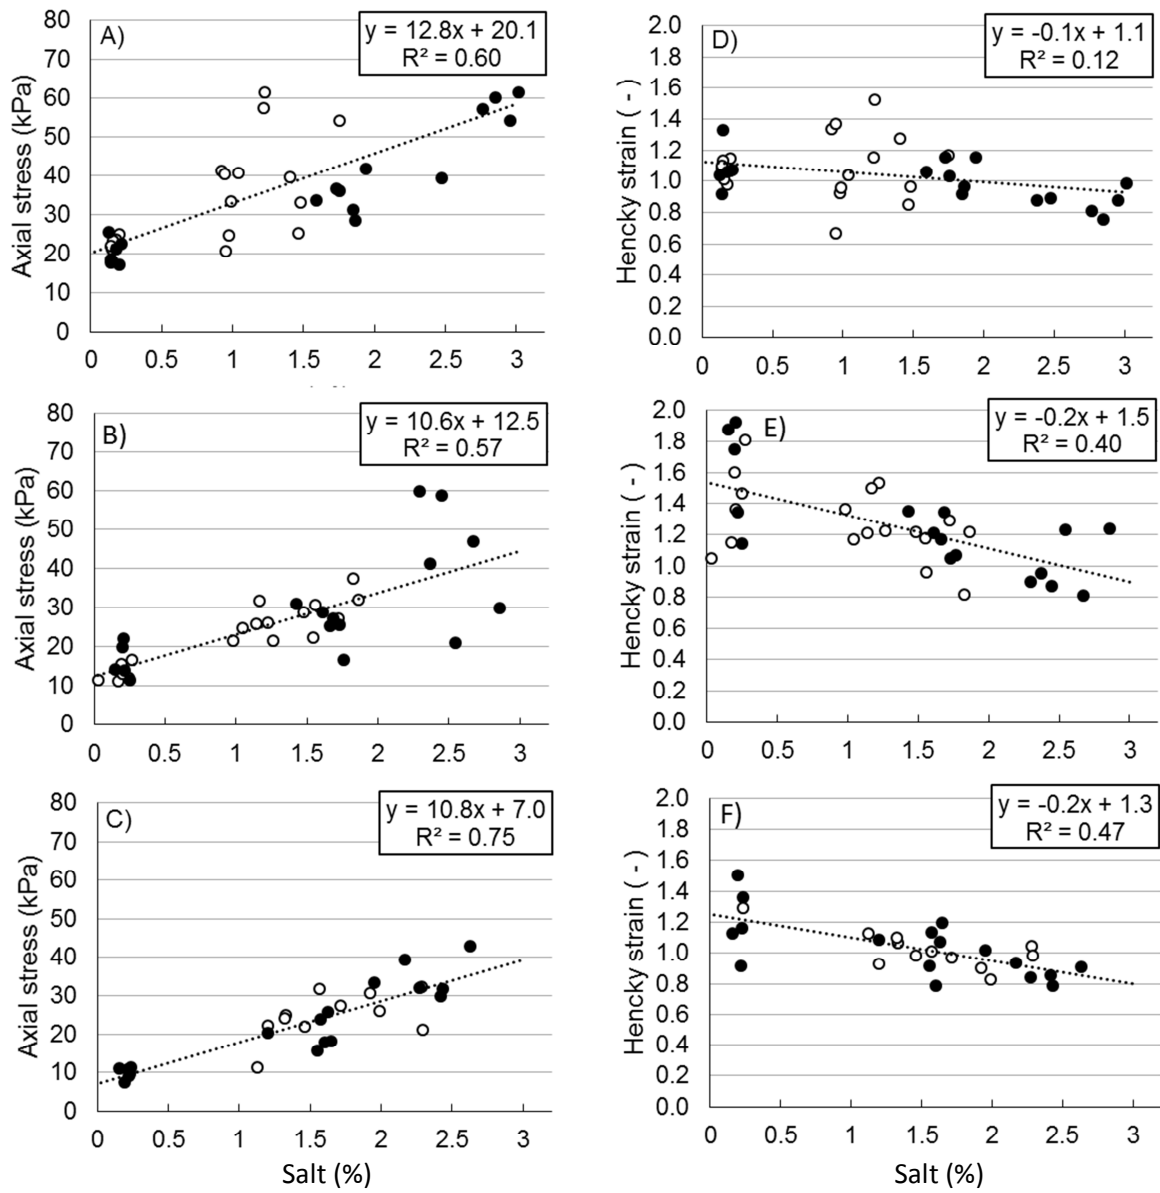 A)
y = 12.8x + 20.1
R² = 0.60
Axial stress (kPa)
80
70
60
50
40
30
20
10
0
0 0.5 1 1.5 2 2.5 3
D)
y = -0.1x + 1.1
R² = 0.12
Hencky strain ( - )
2.0
1.8
1.6
1.4
1.2
1.0
0.8
0.6
0.4
0.2
0.0
0 0.5 1 1.5 2 2.5 3
B)
y = 10.6x + 12.5
R² = 0.57
Axial stress (kPa)
80
70
60
50
40
30
20
10
0
0 0.5 1 1.5 2 2.5 3
E)
y = -0.2x + 1.5
R² = 0.40
Hencky strain ( - )
2.0
1.8
1.6
1.4
1.2
1.0
0.8
0.6
0.4
0.2
0.0
0 0.5 1 1.5 2 2.5 3
C)
y = 10.8x + 7.0
R² = 0.75
Axial stress (kPa)
80
70
60
50
40
30
20
10
0
0 0.5 1 1.5 2 2.5 3
Salt (%)
F)
y = -0.2x + 1.3
R² = 0.47
Hencky strain ( - )
2.0
1.8
1.6
1.4
1.2
1.0
0.8
0.6
0.4
0.2
0.0
0 0.5 1 1.5 2 2.5 3
Salt (%)